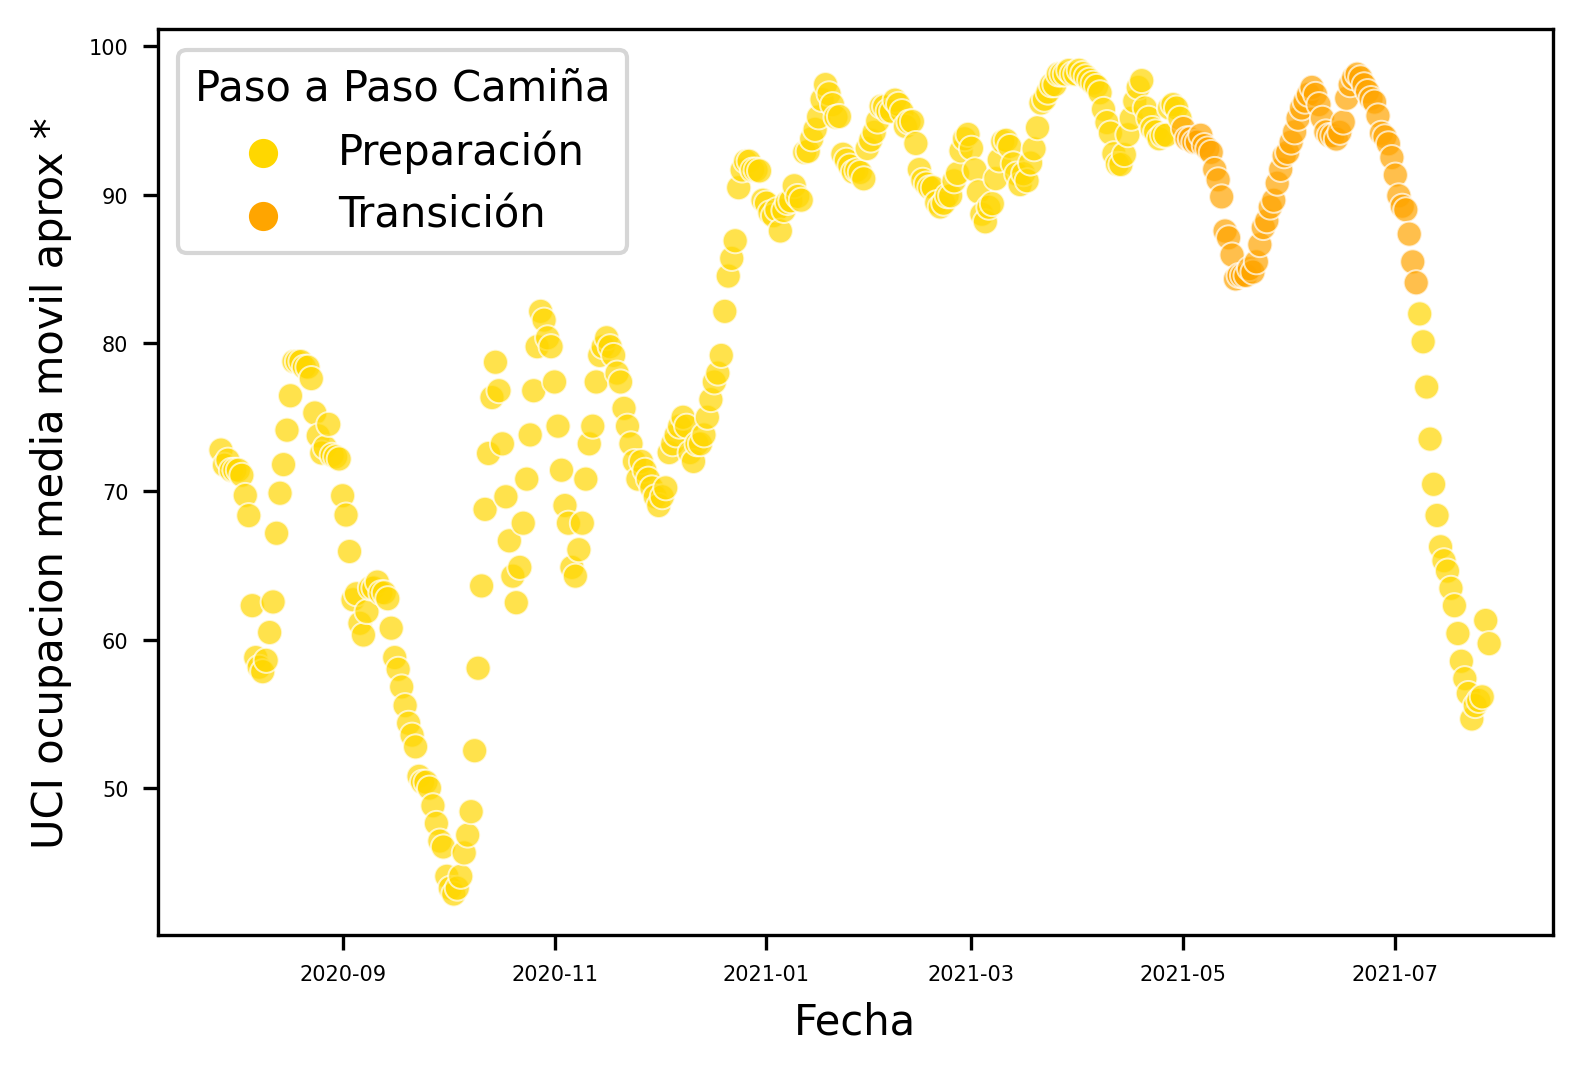 Paso a Paso Camiña
Preparación
Transición
UCI ocupacion media movil aprox *
100
90
80
70
60
50
2020-09
2020-11
2021-01
2021-03
2021-05
2021-07
Fecha